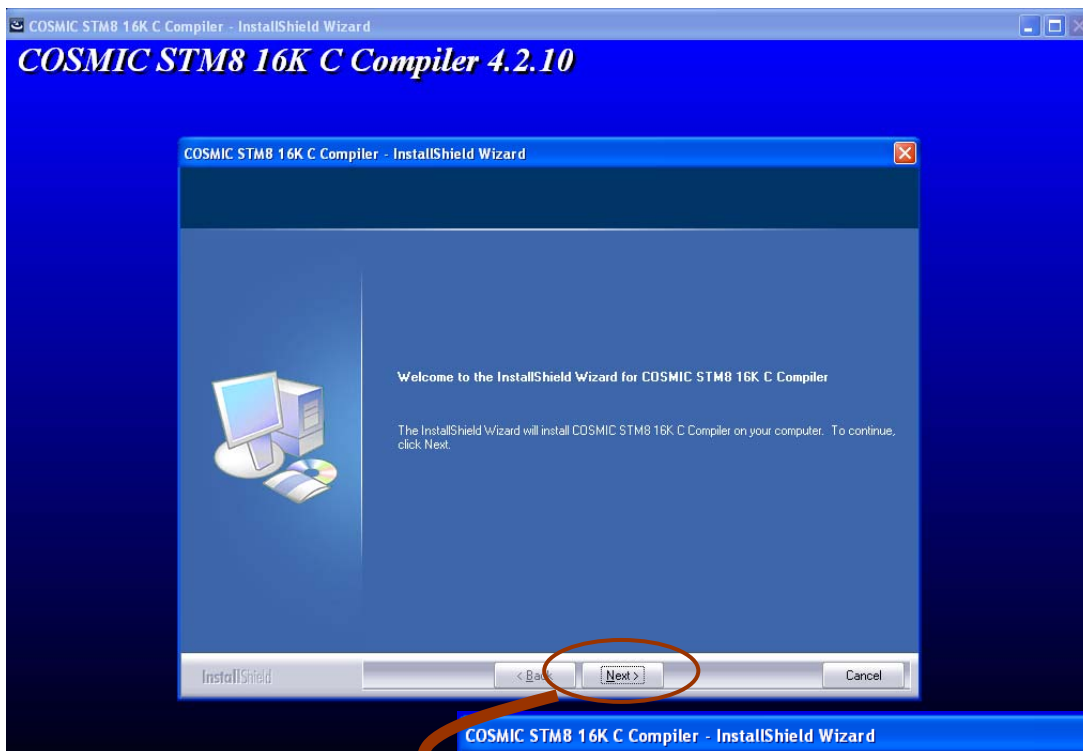 COSMIC STM8 16K C Compiler - InstallShield Wizard
COSMIC STM8 16K C Compiler 4.2.10
COSMIC STM8 16K C Compiler - InstallShield Wizard
Welcome to the InstallShield Wizard for COSMIC STM8 16K C Compiler
The InstallShield Wizard will install COSMIC STM8 16K C Compiler on your computer. To continue,
click Next.
InstallShield
< Back
Next >
Cancel
COSMIC STM8 16K C Compiler - InstallShield Wizard